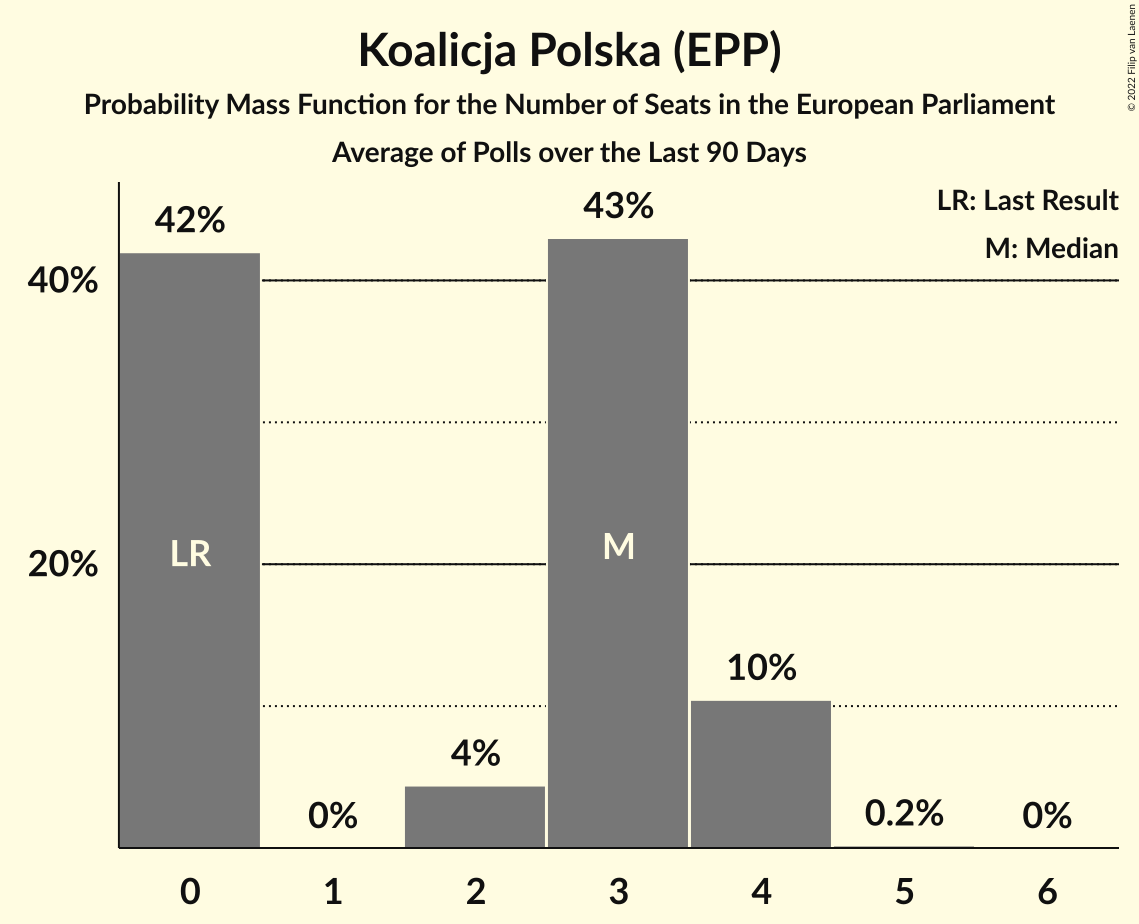 Koalicja Polska (EPP)
Probability Mass Function for the Number of Seats in the European Parliament
Average of Polls over the Last 90 Days
© 2022 Filip van Laenen
LR: Last Result
M: Median
42%
43%
40%
LR
M
20%
10%
4%
0%
0.2%
0%
0 1 2 3 4 5 6